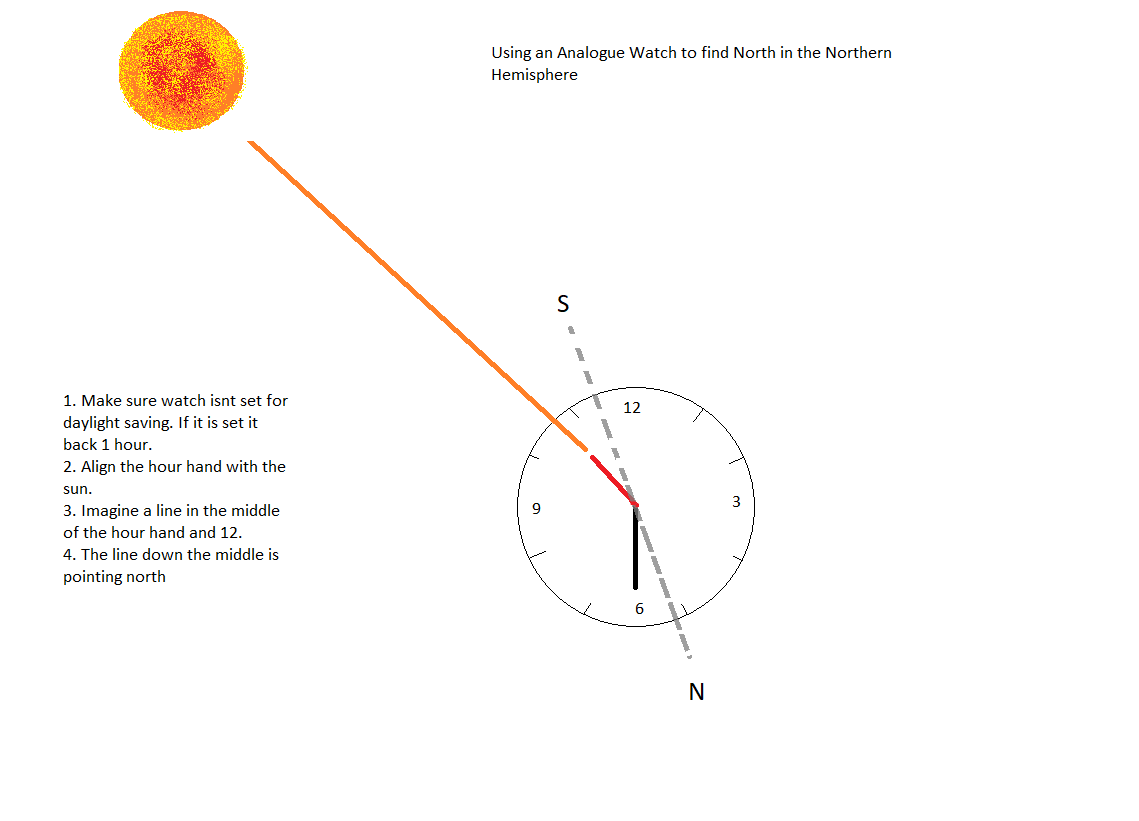 Using an Analogue Watch to find North in the Northern
Hemisphere
S
12
1. Make sure watch isnt set for
daylight saving. If it is set it
back 1 hour.
2. Align the hour hand with the
sun.
3. Imagine a line in the middle
of the hour hand and 12.
4. The line down the middle is
pointing north
9
3
6
N